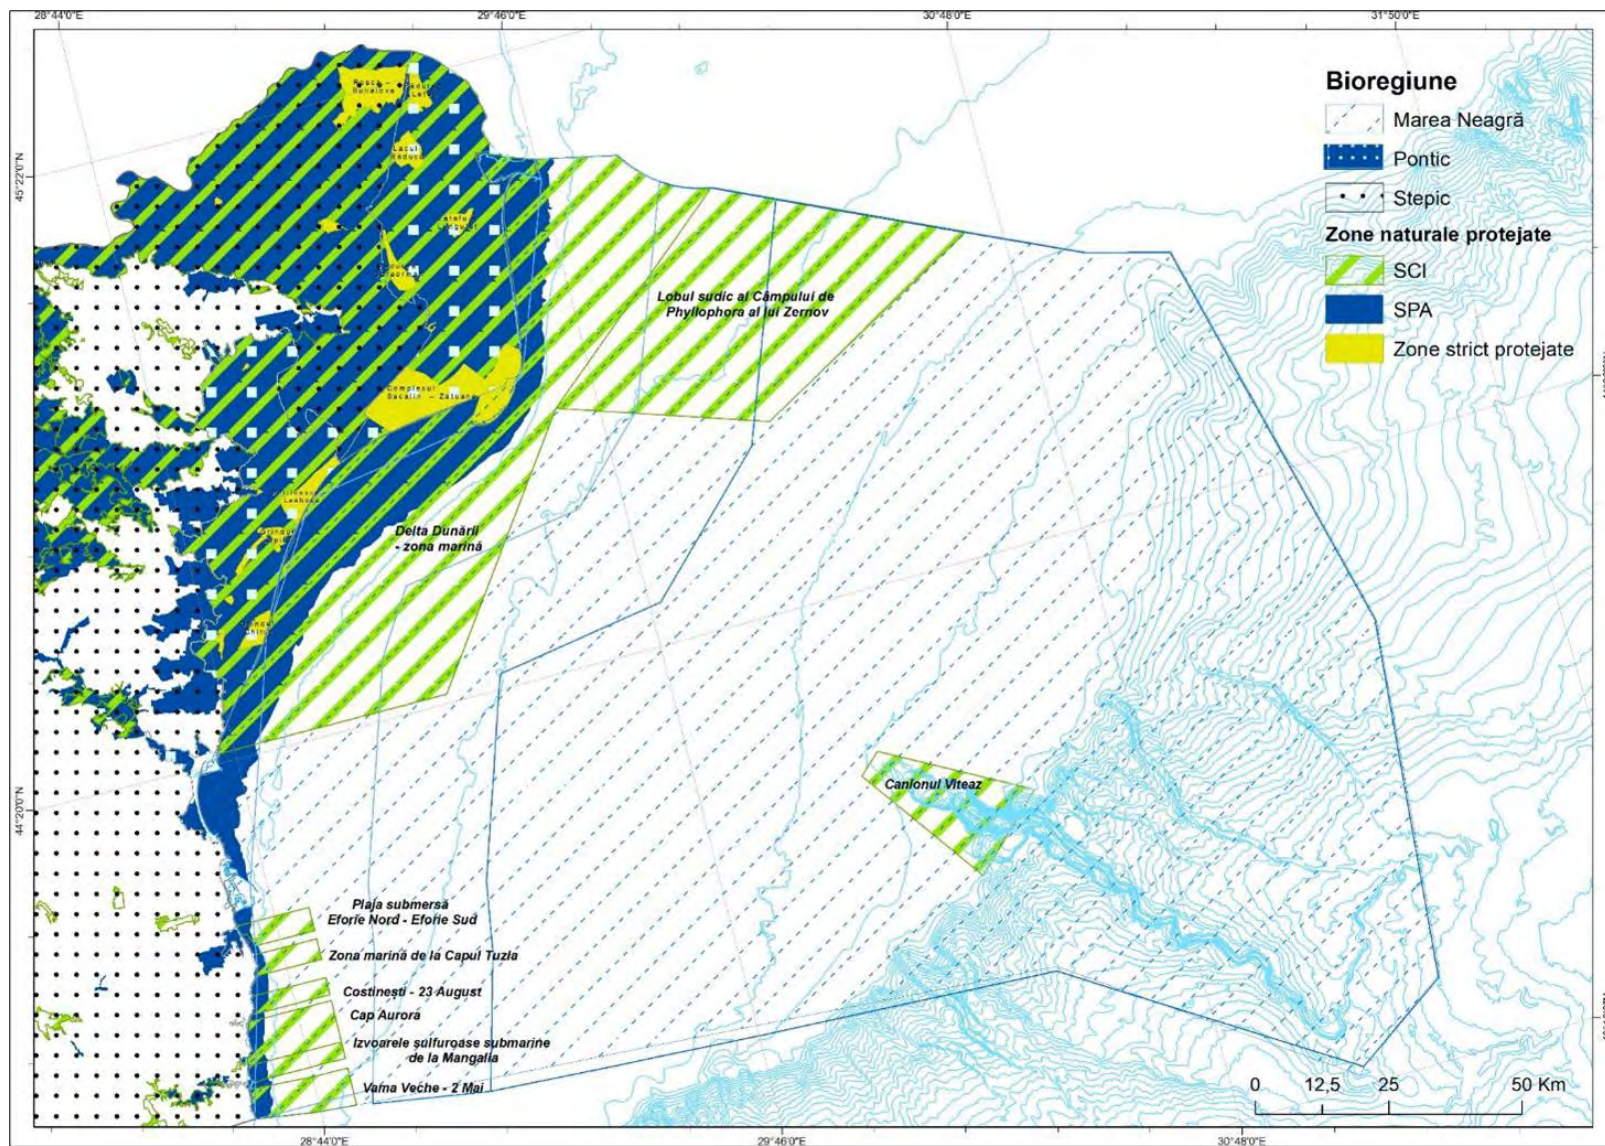 28°44'0"E
29°46'0"E
30°48'0"E
31°50'0"E
45°22'0"N
44°20'0"N
Bioregiune
Marea Neagră
Pontic
Stepic
Zone naturale protejate
SCI
SPA
Zone strict protejate
Lacul
Complexul
Sacalin – Zatoane
Lobul sudic al Câmpului de
Phyllophora al lui Zernov
Delta Dunării
- zona marină
Canionul Viteaz
Plaja submersă
Eforie Nord - Eforie Sud
Zona marină de la Capul Tuzla
Costinești - 23 August
Cap Aurora
Izvoarele sulfuroase submarine
de la Mangalia
Vama Veche - 2 Mai
0 12,5 25 50 Km
28°44'0"E
29°46'0"E
30°48'0"E